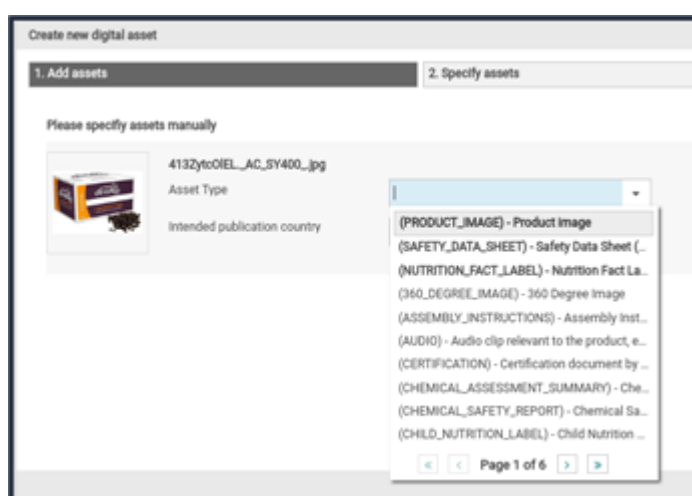 Create new digital asset
1. Add assets
2. Specify assets
Please specifiy assets manually
413ZytcOlEL._AC_SY400_.jpg
Asset Type
Intended publication country
(PRODUCT_IMAGE) - Product Image
(SAFETY_DATA_SHEET) - Safety Data Sheet (...
(NUTRITION_FACT_LABEL) - Nutrition Fact La...
(360_DEGREE_IMAGE) - 360 Degree Image
(ASSEMBLY_INSTRUCTIONS) - Assembly Inst...
(AUDIO) - Audio clip relevant to the product, e...
(CERTIFICATION) - Certification document by ...
(CHEMICAL_ASSESSMENT_SUMMARY) - Che...
(CHEMICAL_SAFETY_REPORT) - Chemical Sa...
(CHILD_NUTRITION_LABEL) - Child Nutrition ...
« < Page 1 of 6 > »